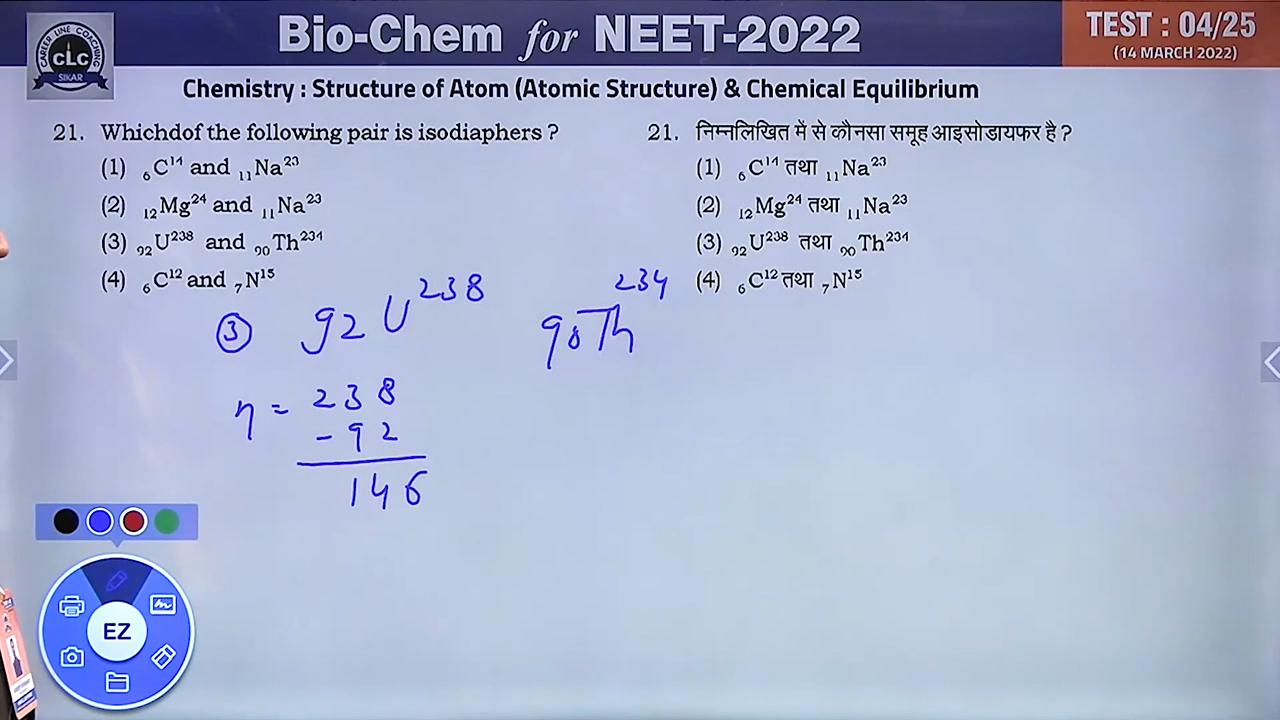 CAREER LINE COACHING
CLC
SIKAR
Bio-Chem for NEET-2022
TEST : 04/25
(14 MARCH 2022)
Chemistry : Structure of Atom (Atomic Structure) & Chemical Equilibrium
21. Whichdof the following pair is isodiaphers ?
(1) ₆C¹⁴ and ₁₁Na²³
(2) ₁₂Mg²⁴ and ₁₁Na²³
(3) ₉₂U²³⁸ and ₉₀Th²³⁴
(4) ₆C¹² and ₇N¹⁵
21. निम्नलिखित में से कौनसा समूह आइसोडायफर है ?
(1) ₆C¹⁴ तथा ₁₁Na²³
(2) ₁₂Mg²⁴ तथा ₁₁Na²³
(3) ₉₂U²³⁸ तथा ₉₀Th²³⁴
(4) ₆C¹² तथा ₇N¹⁵
③ 92 U²³⁸ 90Th²³⁴
η = 238
- 92
146
EZ